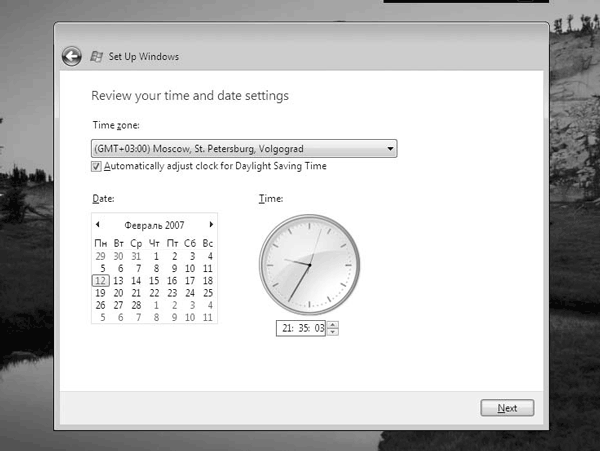 Set Up Windows
Review your time and date settings
Time zone:
(GMT+03:00) Moscow, St. Petersburg, Volgograd
Automatically adjust clock for Daylight Saving Time
Date:
Time:
Февраль 2007
Пн Вт Ср Чт Пт Сб Вс
29 30 31 1 2 3 4
5 6 7 8 9 10 11
12 13 14 15 16 17 18
19 20 21 22 23 24 25
26 27 28 1 2 3 4
5 6 7 8 9 10 11
21: 35: 03
Next